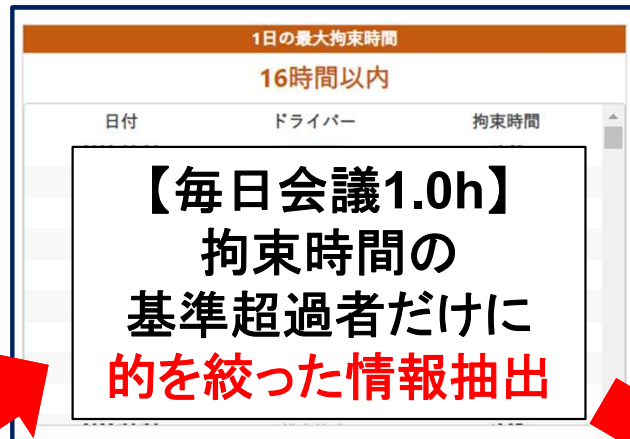 1日の最大拘束時間
16時間以内
日付 ドライバー 拘束時間
【毎日会議1.0h】
拘束時間の
基準超過者だけに
的を絞った情報抽出